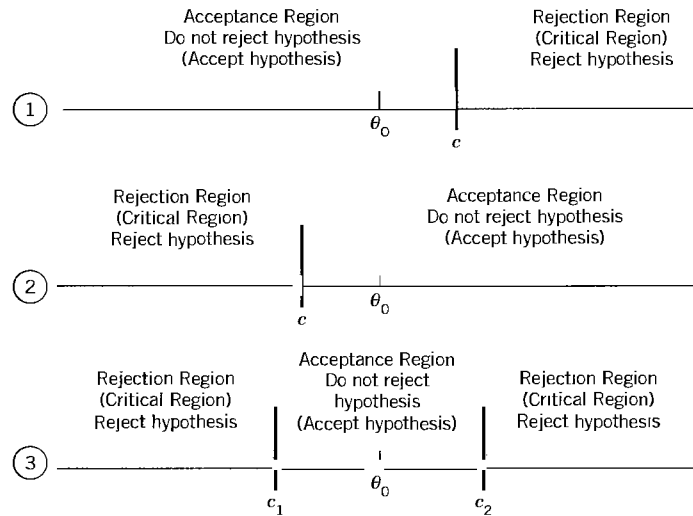 Acceptance Region
Do not reject hypothesis
(Accept hypothesis)
Rejection Region
(Critical Region)
Reject hypothesis
1
θ0
c
Rejection Region
(Critical Region)
Reject hypothesis
Acceptance Region
Do not reject hypothesis
(Accept hypothesis)
2
c
θ0
Rejection Region
(Critical Region)
Reject hypothesis
Acceptance Region
Do not reject
hypothesis
(Accept hypothesis)
Rejection Region
(Critical Region)
Reject hypothesis
3
c1
θ0
c2